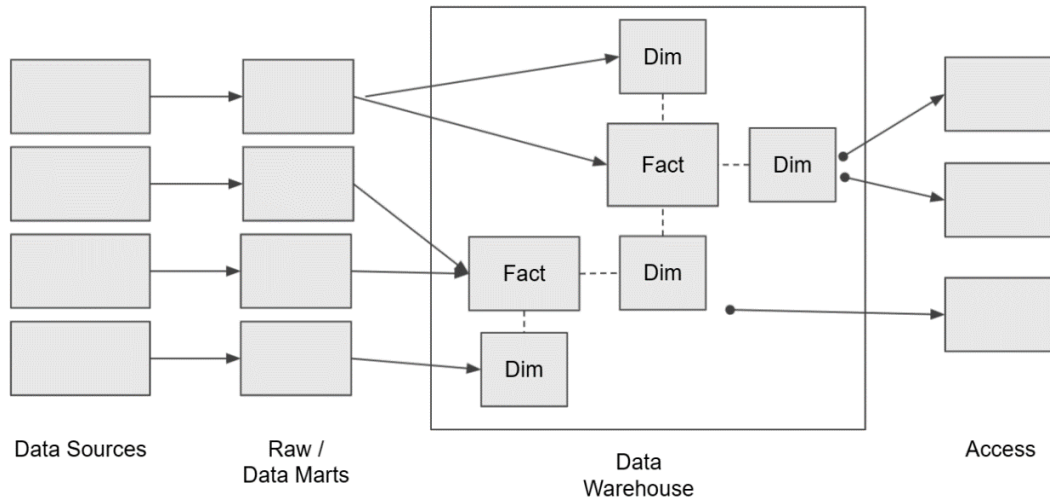 Dim
Fact
Dim
Fact
Dim
Dim
Data Sources
Raw /
Data Marts
Data
Warehouse
Access